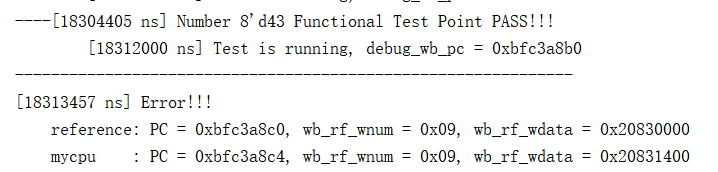 ----[18304405 ns] Number 8'd43 Functional Test Point PASS!!!
        [18312000 ns] Test is running, debug_wb_pc = 0xbfc3a8b0
--------------------------------------------------------------
[18313457 ns] Error!!!
    reference: PC = 0xbfc3a8c0, wb_rf_wnum = 0x09, wb_rf_wdata = 0x20830000
    mycpu    : PC = 0xbfc3a8c4, wb_rf_wnum = 0x09, wb_rf_wdata = 0x20831400